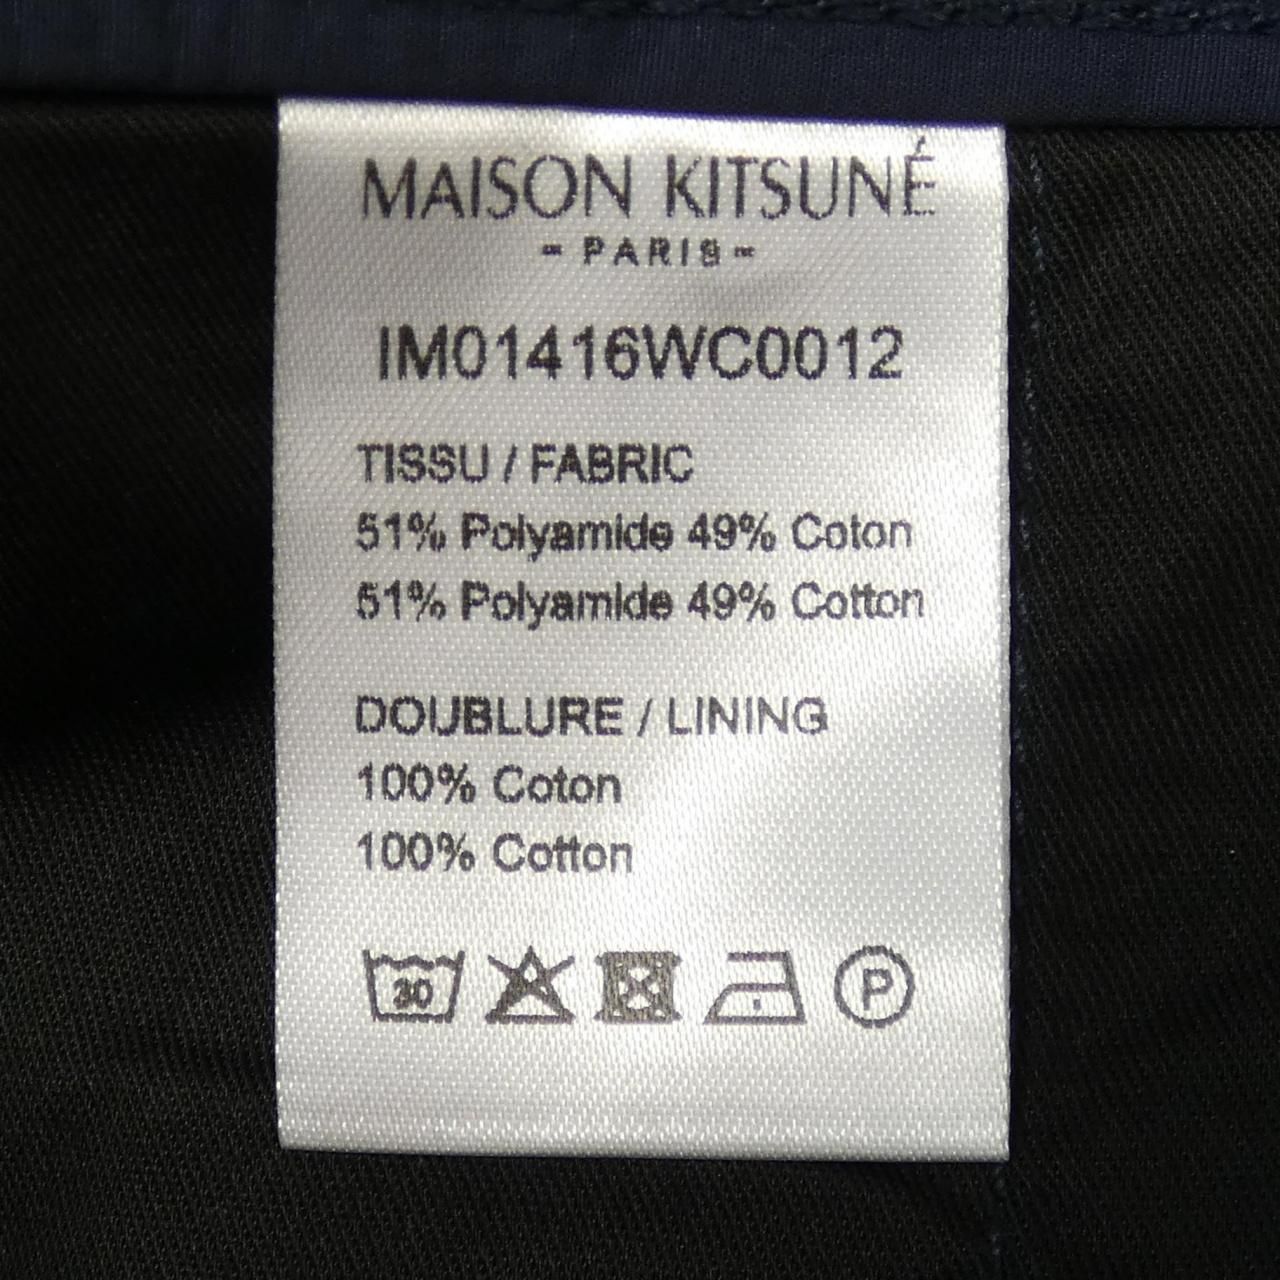 MAISON KITSUNÉ
- PARIS -
IM01416WC0012
TISSU / FABRIC
51% Polyamide 49% Coton
51% Polyamide 49% Cotton
DOUBLURE / LINING
100% Coton
100% Cotton
30 P